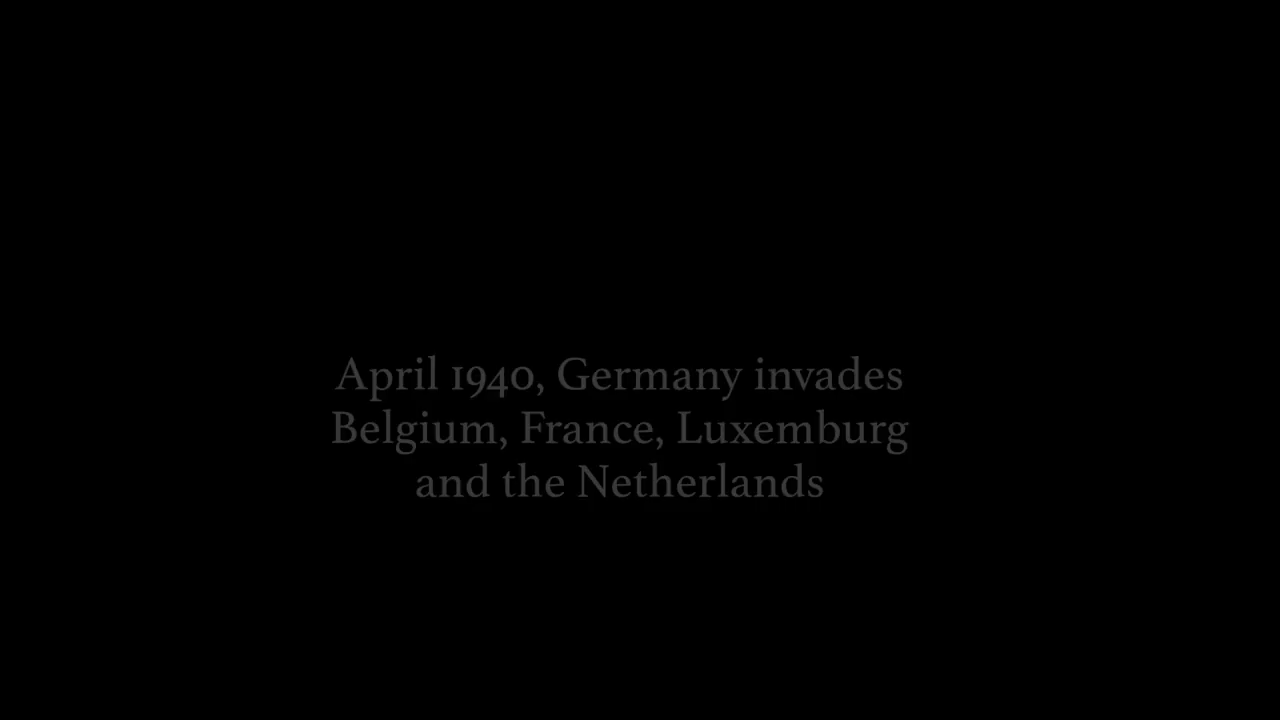 April 1940, Germany invades
Belgium, France, Luxemburg
and the Netherlands